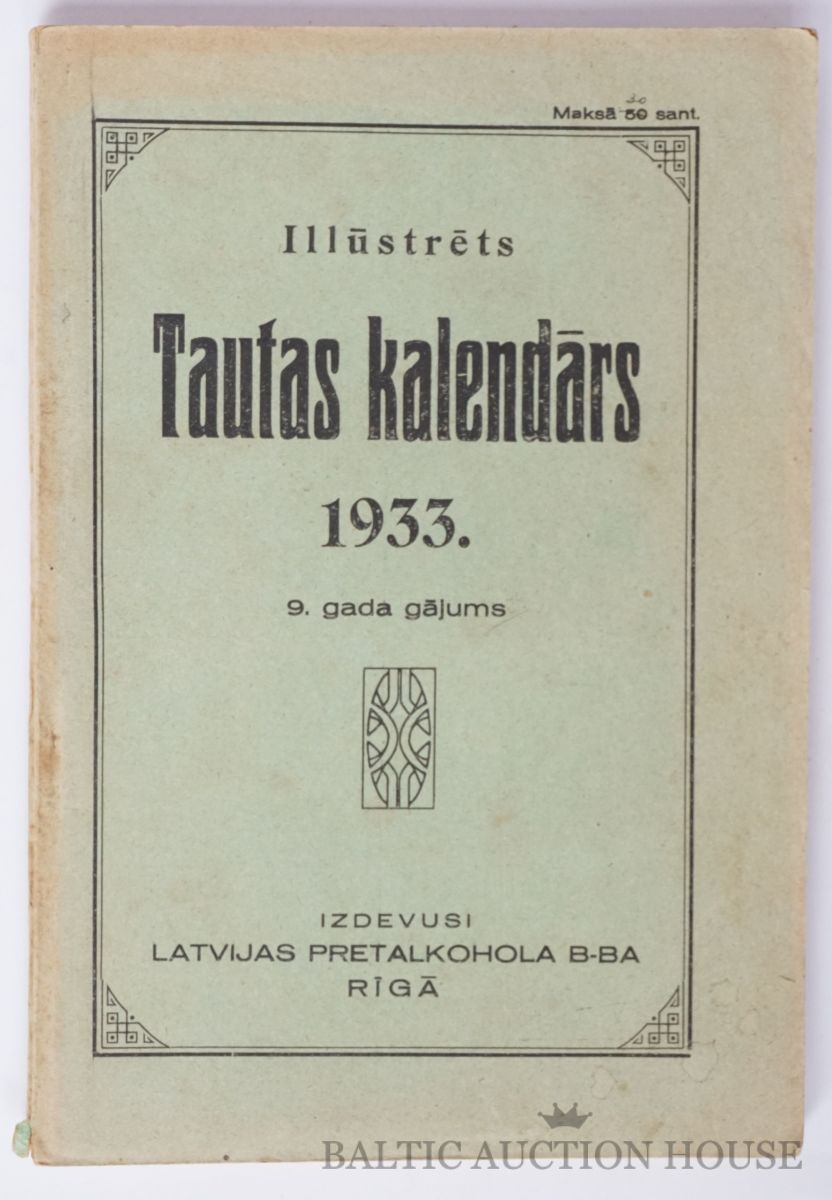 Maksā 50 sant.
30
Illūstrēts
Tautas kalendārs
1933.
9. gada gājums
IZDEVUSI
LATVIJAS PRETALKOHOLA B-BA
RĪGĀ
BALTIC AUCTION HOUSE